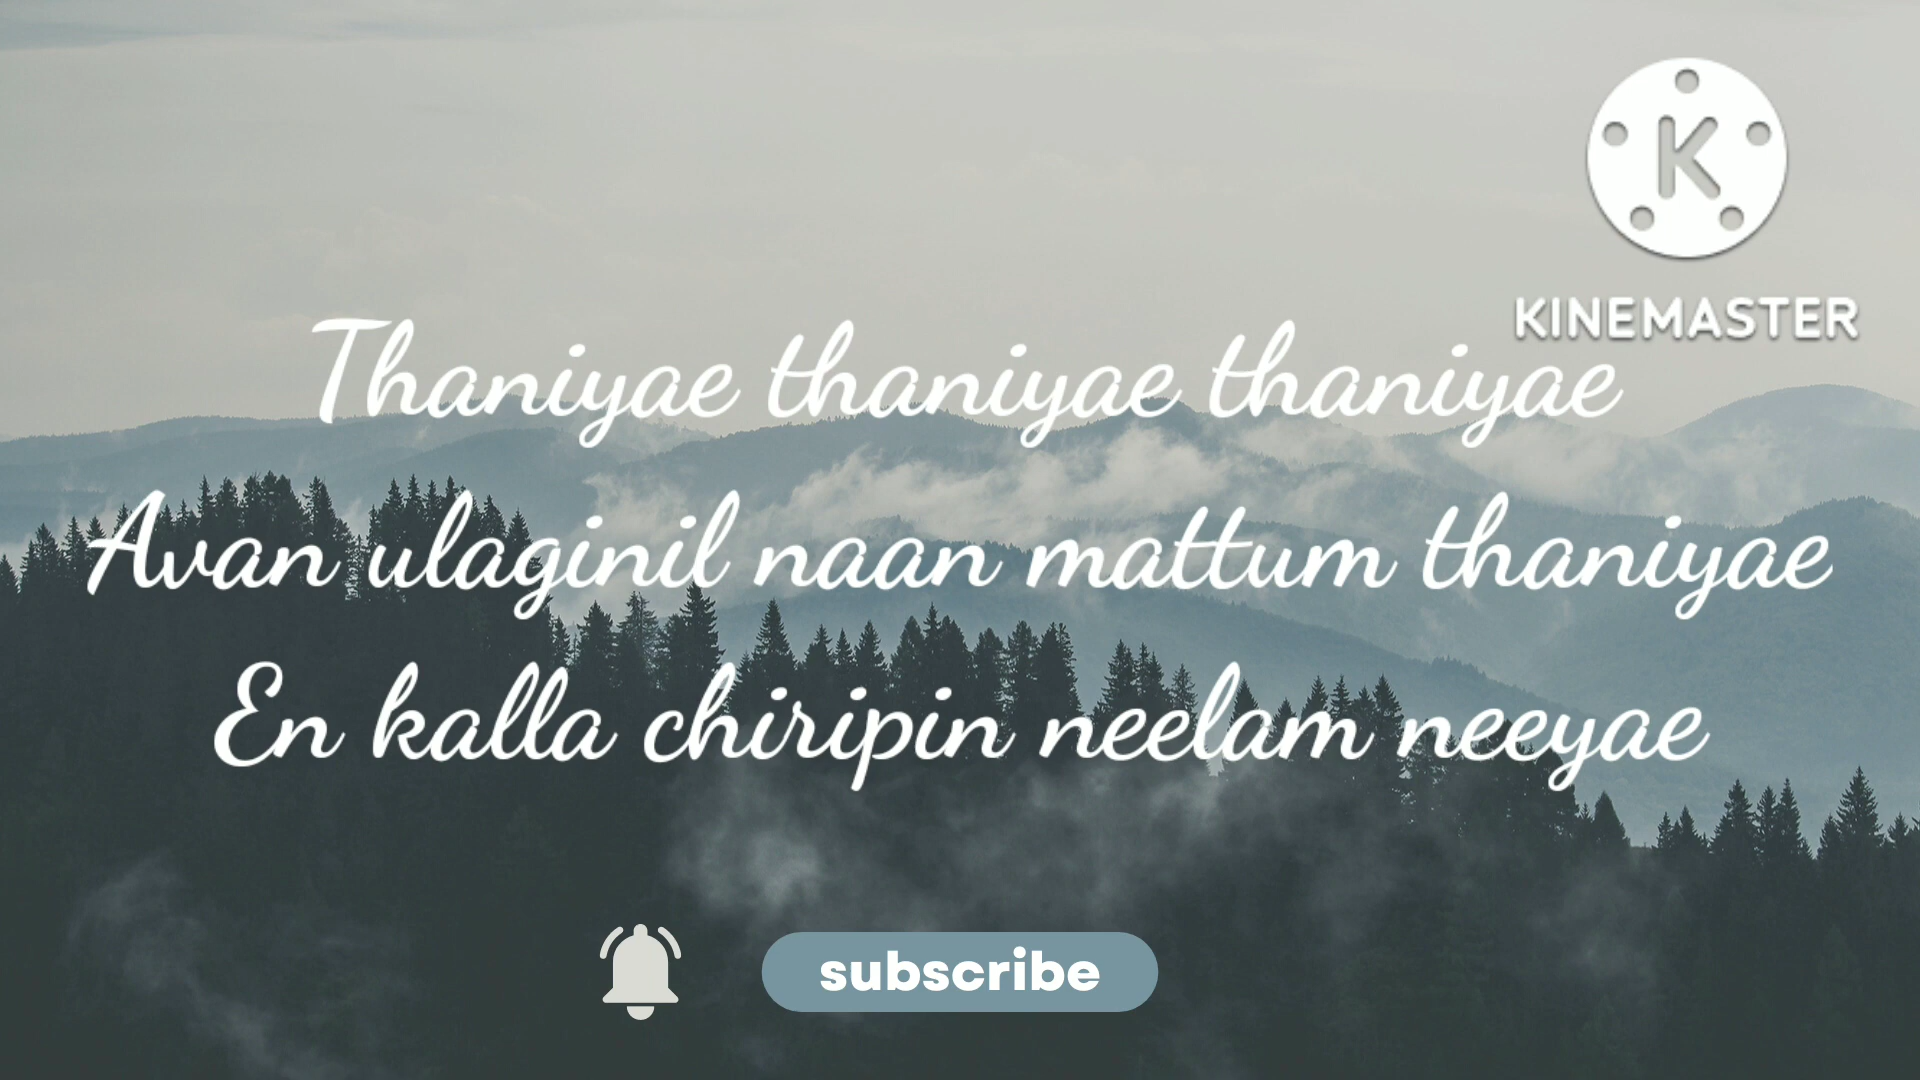 K
KINEMASTER
Thaniyae thaniyae thaniyae
Avan ulaginil naan mattum thaniyae
En kalla chiripin neelam neeyae
subscribe